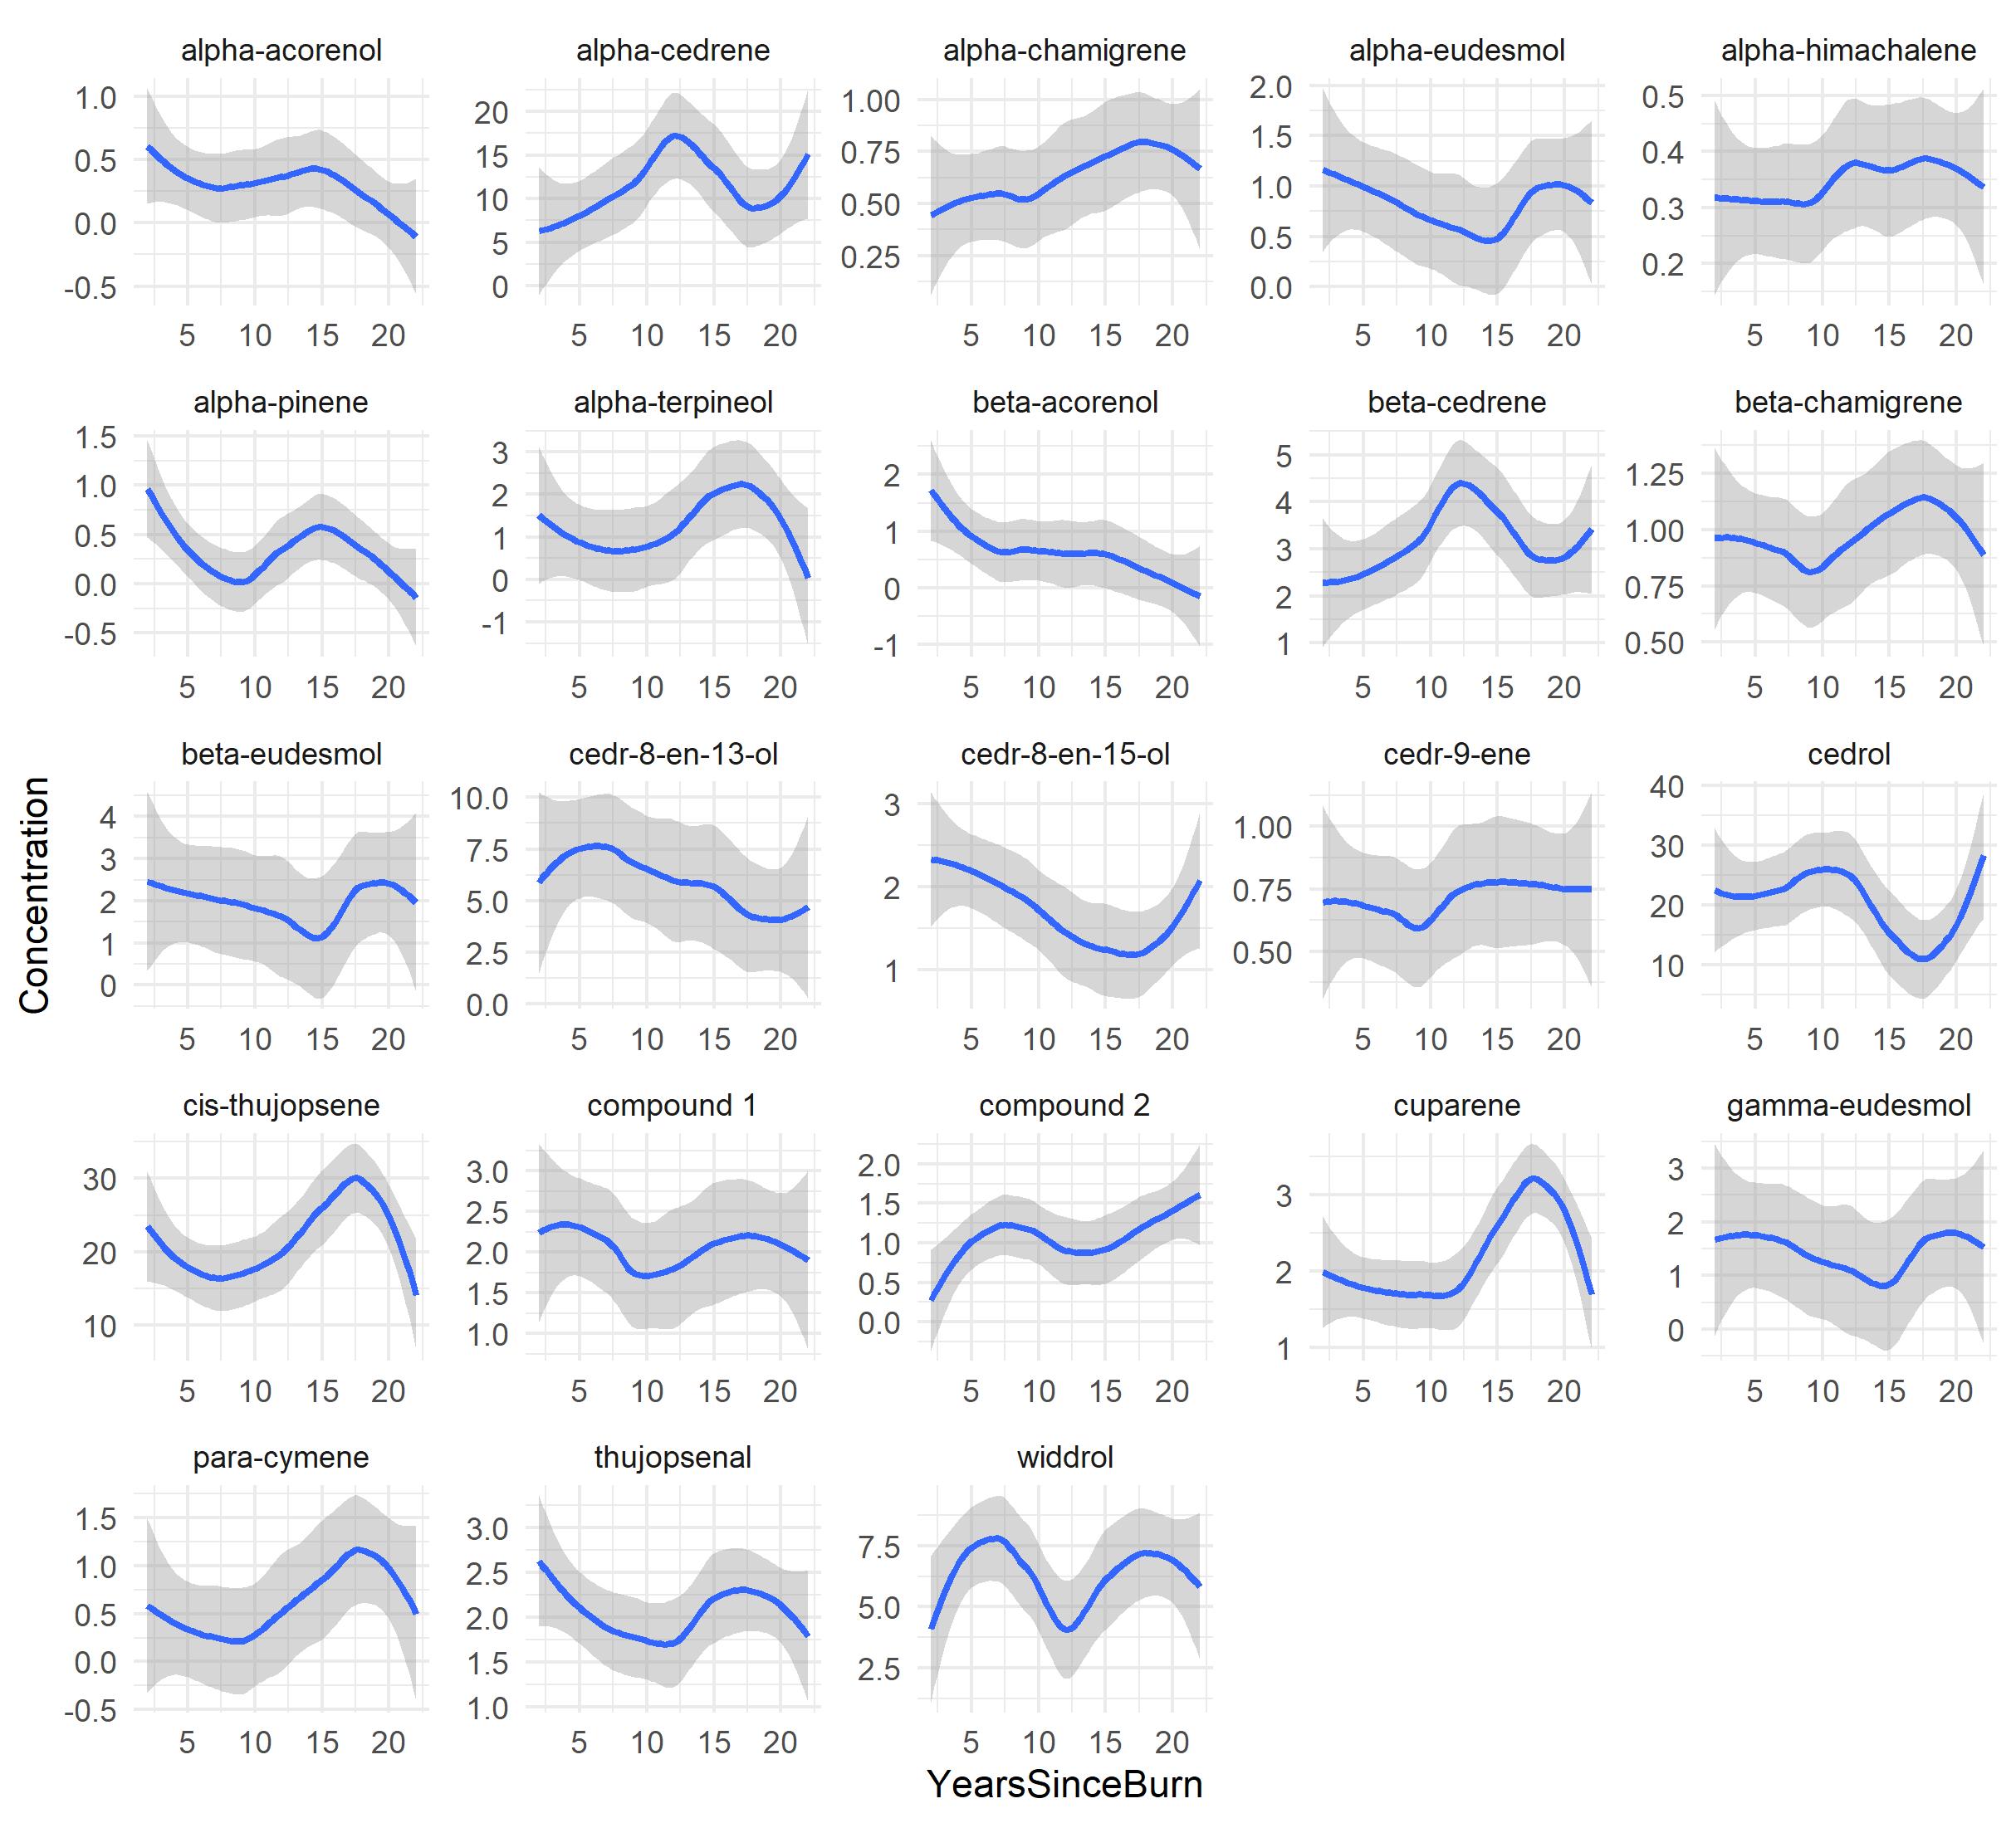 alpha-acorenol
alpha-cedrene
alpha-chamigrene
alpha-eudesmol
alpha-himachalene
1.0
0.5
0.0
-0.5
20
15
10
5
0
1.00
0.75
0.50
0.25
2.0
1.5
1.0
0.5
0.0
0.5
0.4
0.3
0.2
5 10 15 20
5 10 15 20
5 10 15 20
5 10 15 20
5 10 15 20
alpha-pinene
alpha-terpineol
beta-acorenol
beta-cedrene
beta-chamigrene
1.5
1.0
0.5
0.0
-0.5
3
2
1
0
-1
2
1
0
-1
5
4
3
2
1
1.25
1.00
0.75
0.50
5 10 15 20
5 10 15 20
5 10 15 20
5 10 15 20
5 10 15 20
Concentration
beta-eudesmol
cedr-8-en-13-ol
cedr-8-en-15-ol
cedr-9-ene
cedrol
4
3
2
1
0
10.0
7.5
5.0
2.5
0.0
3
2
1
1.00
0.75
0.50
40
30
20
10
5 10 15 20
5 10 15 20
5 10 15 20
5 10 15 20
5 10 15 20
cis-thujopsene
compound 1
compound 2
cuparene
gamma-eudesmol
30
20
10
3.0
2.5
2.0
1.5
1.0
2.0
1.5
1.0
0.5
0.0
3
2
1
3
2
1
0
5 10 15 20
5 10 15 20
5 10 15 20
5 10 15 20
5 10 15 20
para-cymene
thujopsenal
widdrol
1.5
1.0
0.5
0.0
-0.5
3.0
2.5
2.0
1.5
1.0
7.5
5.0
2.5
5 10 15 20
5 10 15 20
5 10 15 20
YearsSinceBurn